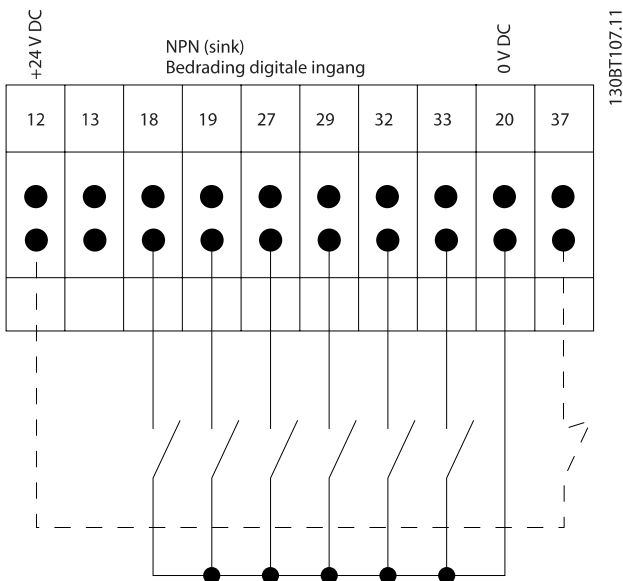 +24 V DC
NPN (sink)
Bedrading digitale ingang
0 V DC
130BT107.11
12 13 18 19 27 29 32 33 20 37